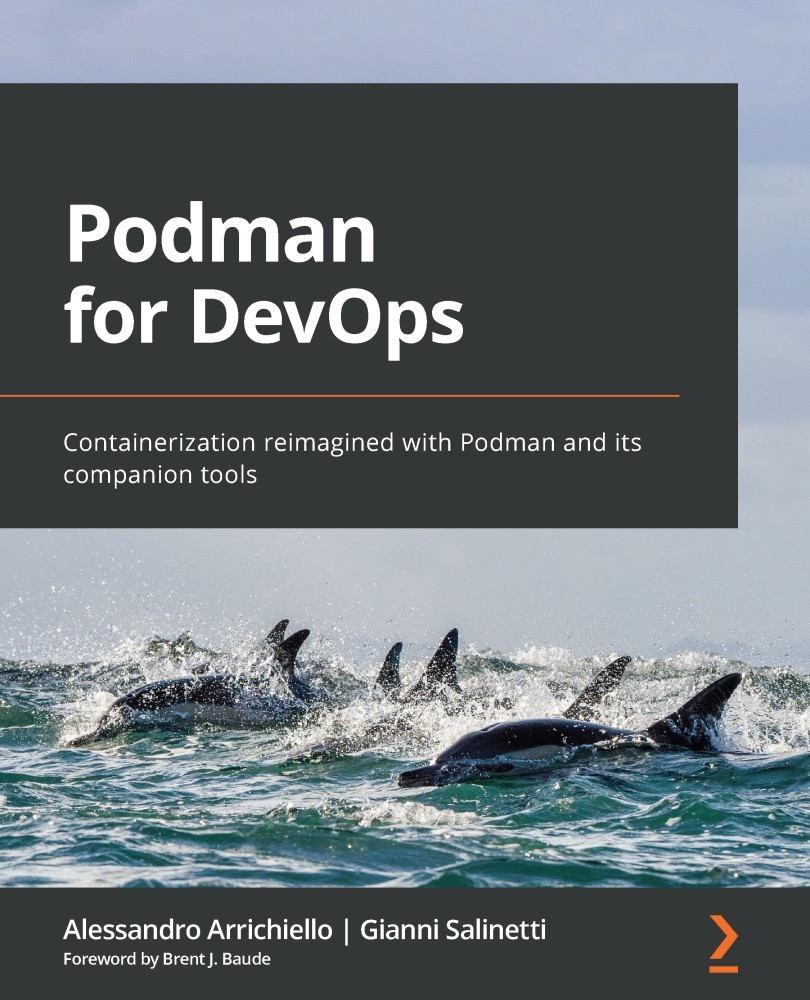 Podman
for DevOps
Containerization reimagined with Podman and its
companion tools
Alessandro Arrichiello | Gianni Salinetti
Foreword by Brent J. Baude